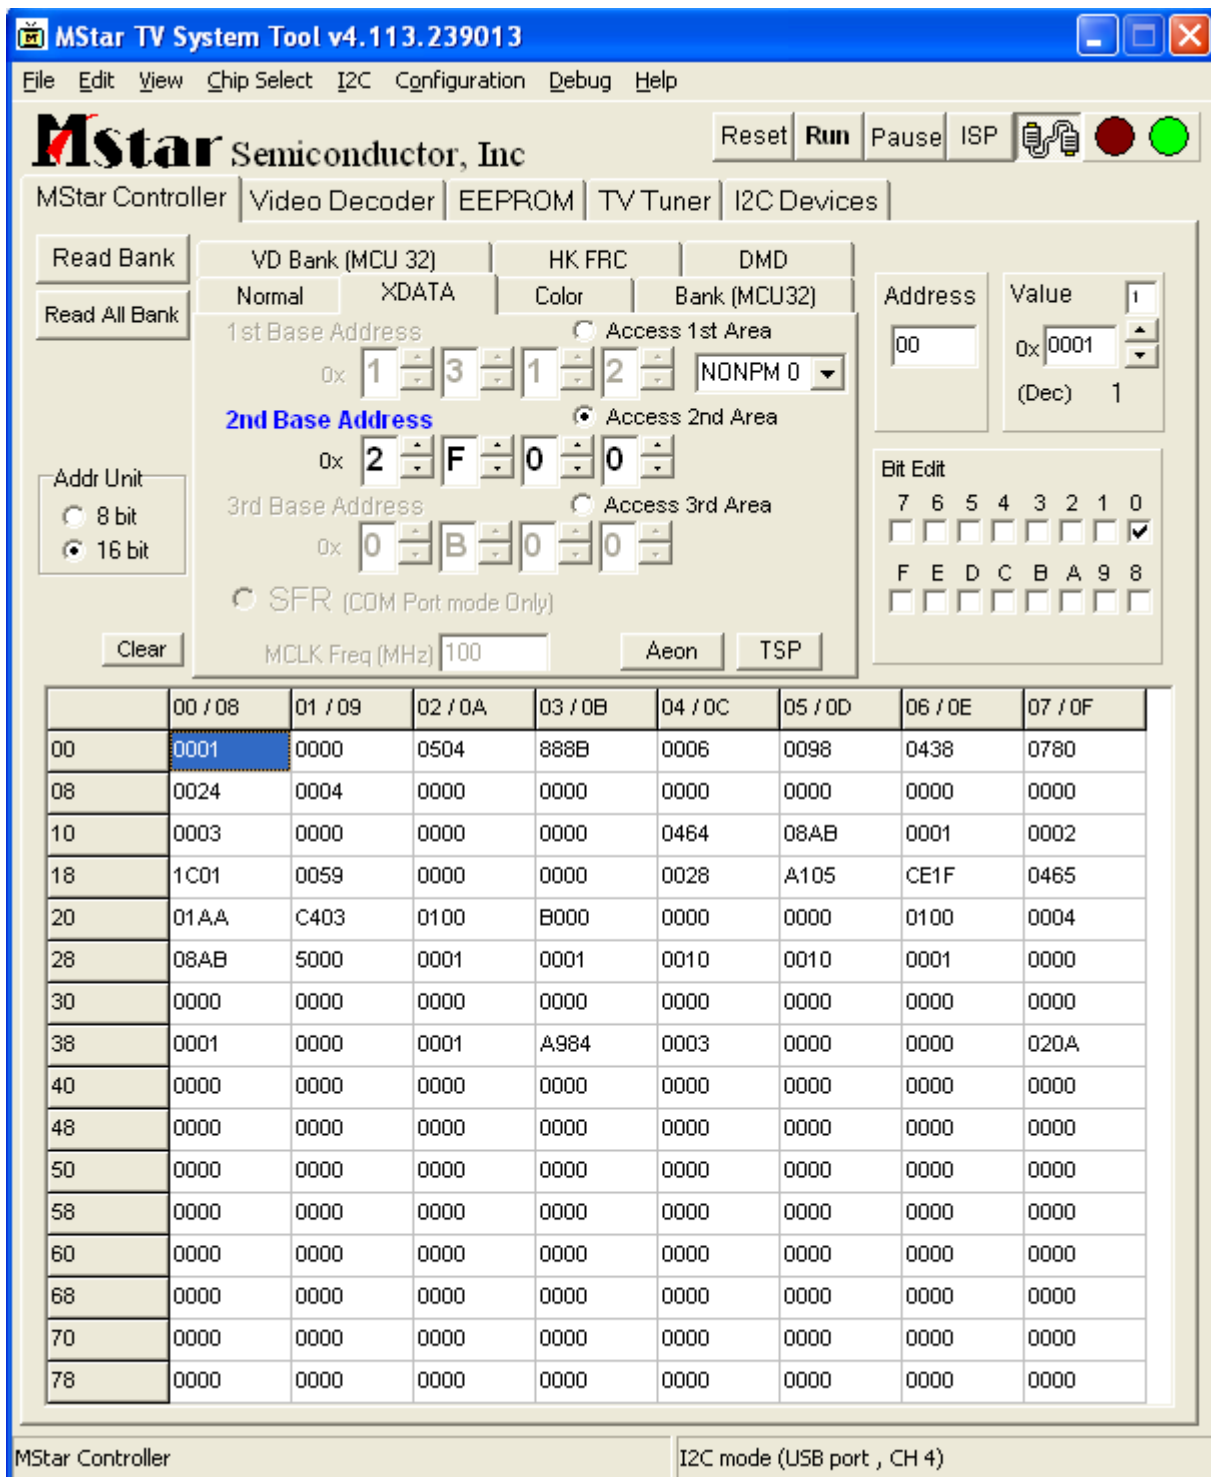 MStar TV System Tool v4.113.239013
File Edit View Chip Select I2C Configuration Debug Help
Mstar Semiconductor, Inc
Reset Run Pause ISP
MStar Controller Video Decoder EEPROM TV Tuner I2C Devices
Read Bank
Read All Bank
VD Bank (MCU 32) HK FRC DMD
Normal XDATA Color Bank (MCU32)
1st Base Address Access 1st Area
0x 1 3 1 2 NONPM 0
2nd Base Address Access 2nd Area
0x 2 F 0 0
3rd Base Address Access 3rd Area
0x 0 B 0 0
SFR (COM Port mode Only)
MCLK Freq (MHz) 100 Aeon TSP
Addr Unit
8 bit
16 bit
Clear
Address
00
Value 1
0x 0001
(Dec) 1
Bit Edit
7 6 5 4 3 2 1 0
F E D C B A 9 8
00 / 08 01 / 09 02 / 0A 03 / 0B 04 / 0C 05 / 0D 06 / 0E 07 / 0F
00 0001 0000 0504 888B 0006 0098 0438 0780
08 0024 0004 0000 0000 0000 0000 0000 0000
10 0003 0000 0000 0000 0464 08AB 0001 0002
18 1C01 0059 0000 0000 0028 A105 CE1F 0465
20 01AA C403 0100 B000 0000 0000 0100 0004
28 08AB 5000 0001 0001 0010 0010 0001 0000
30 0000 0000 0000 0000 0000 0000 0000 0000
38 0001 0000 0001 A984 0003 0000 0000 020A
40 0000 0000 0000 0000 0000 0000 0000 0000
48 0000 0000 0000 0000 0000 0000 0000 0000
50 0000 0000 0000 0000 0000 0000 0000 0000
58 0000 0000 0000 0000 0000 0000 0000 0000
60 0000 0000 0000 0000 0000 0000 0000 0000
68 0000 0000 0000 0000 0000 0000 0000 0000
70 0000 0000 0000 0000 0000 0000 0000 0000
78 0000 0000 0000 0000 0000 0000 0000 0000
MStar Controller I2C mode (USB port , CH 4)